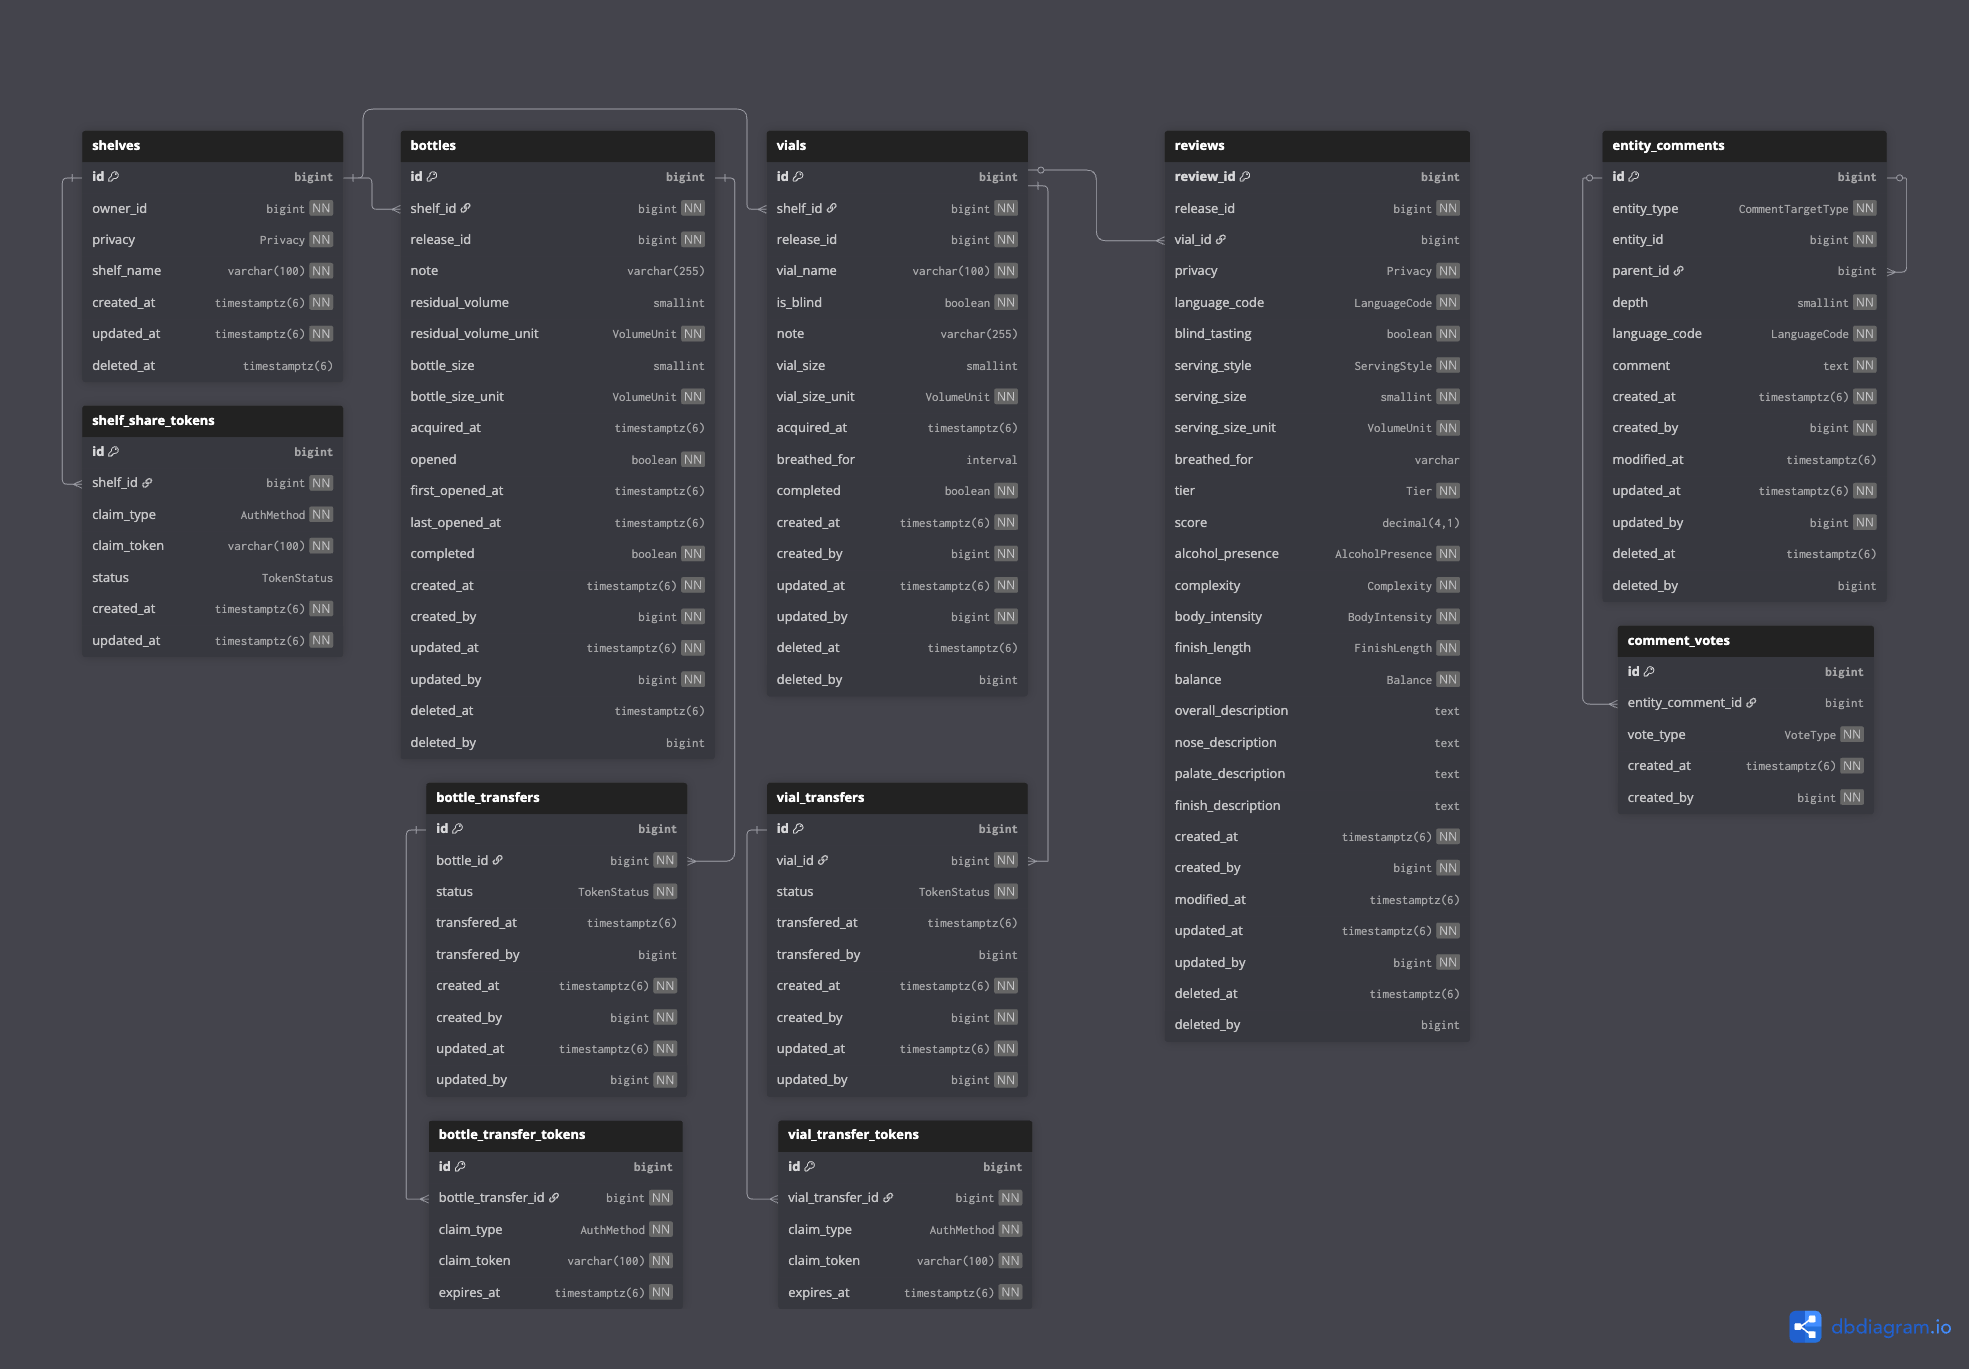 shelves
id bigint
owner_id bigint NN
privacy Privacy NN
shelf_name varchar(100) NN
created_at timestamptz(6) NN
updated_at timestamptz(6) NN
deleted_at timestamptz(6)
shelf_share_tokens
id bigint
shelf_id bigint NN
claim_type AuthMethod NN
claim_token varchar(100) NN
status TokenStatus
created_at timestamptz(6) NN
updated_at timestamptz(6) NN
bottles
id bigint
shelf_id bigint NN
release_id bigint NN
note varchar(255)
residual_volume smallint
residual_volume_unit VolumeUnit NN
bottle_size smallint
bottle_size_unit VolumeUnit NN
acquired_at timestamptz(6)
opened boolean NN
first_opened_at timestamptz(6)
last_opened_at timestamptz(6)
completed boolean NN
created_at timestamptz(6) NN
created_by bigint NN
updated_at timestamptz(6) NN
updated_by bigint NN
deleted_at timestamptz(6)
deleted_by bigint
bottle_transfers
id bigint
bottle_id bigint NN
status TokenStatus NN
transfered_at timestamptz(6)
transfered_by bigint
created_at timestamptz(6) NN
created_by bigint NN
updated_at timestamptz(6) NN
updated_by bigint NN
bottle_transfer_tokens
id bigint
bottle_transfer_id bigint NN
claim_type AuthMethod NN
claim_token varchar(100) NN
expires_at timestamptz(6) NN
vials
id bigint
shelf_id bigint NN
release_id bigint NN
vial_name varchar(100) NN
is_blind boolean NN
note varchar(255)
vial_size smallint
vial_size_unit VolumeUnit NN
acquired_at timestamptz(6)
breathed_for interval
completed boolean NN
created_at timestamptz(6) NN
created_by bigint NN
updated_at timestamptz(6) NN
updated_by bigint NN
deleted_at timestamptz(6)
deleted_by bigint
vial_transfers
id bigint
vial_id bigint NN
status TokenStatus NN
transfered_at timestamptz(6)
transfered_by bigint
created_at timestamptz(6) NN
created_by bigint NN
updated_at timestamptz(6) NN
updated_by bigint NN
vial_transfer_tokens
id bigint
vial_transfer_id bigint NN
claim_type AuthMethod NN
claim_token varchar(100) NN
expires_at timestamptz(6) NN
reviews
review_id bigint
release_id bigint NN
vial_id bigint
privacy Privacy NN
language_code LanguageCode NN
blind_tasting boolean NN
serving_style ServingStyle NN
serving_size smallint NN
serving_size_unit VolumeUnit NN
breathed_for varchar
tier Tier NN
score decimal(4,1)
alcohol_presence AlcoholPresence NN
complexity Complexity NN
body_intensity BodyIntensity NN
finish_length FinishLength NN
balance Balance NN
overall_description text
nose_description text
palate_description text
finish_description text
created_at timestamptz(6) NN
created_by bigint NN
modified_at timestamptz(6)
updated_at timestamptz(6) NN
updated_by bigint NN
deleted_at timestamptz(6)
deleted_by bigint
entity_comments
id bigint
entity_type CommentTargetType NN
entity_id bigint NN
parent_id bigint
depth smallint NN
language_code LanguageCode NN
comment text NN
created_at timestamptz(6) NN
created_by bigint NN
modified_at timestamptz(6)
updated_at timestamptz(6) NN
updated_by bigint NN
deleted_at timestamptz(6)
deleted_by bigint
comment_votes
id bigint
entity_comment_id bigint
vote_type VoteType NN
created_at timestamptz(6) NN
created_by bigint NN
dbdiagram.io